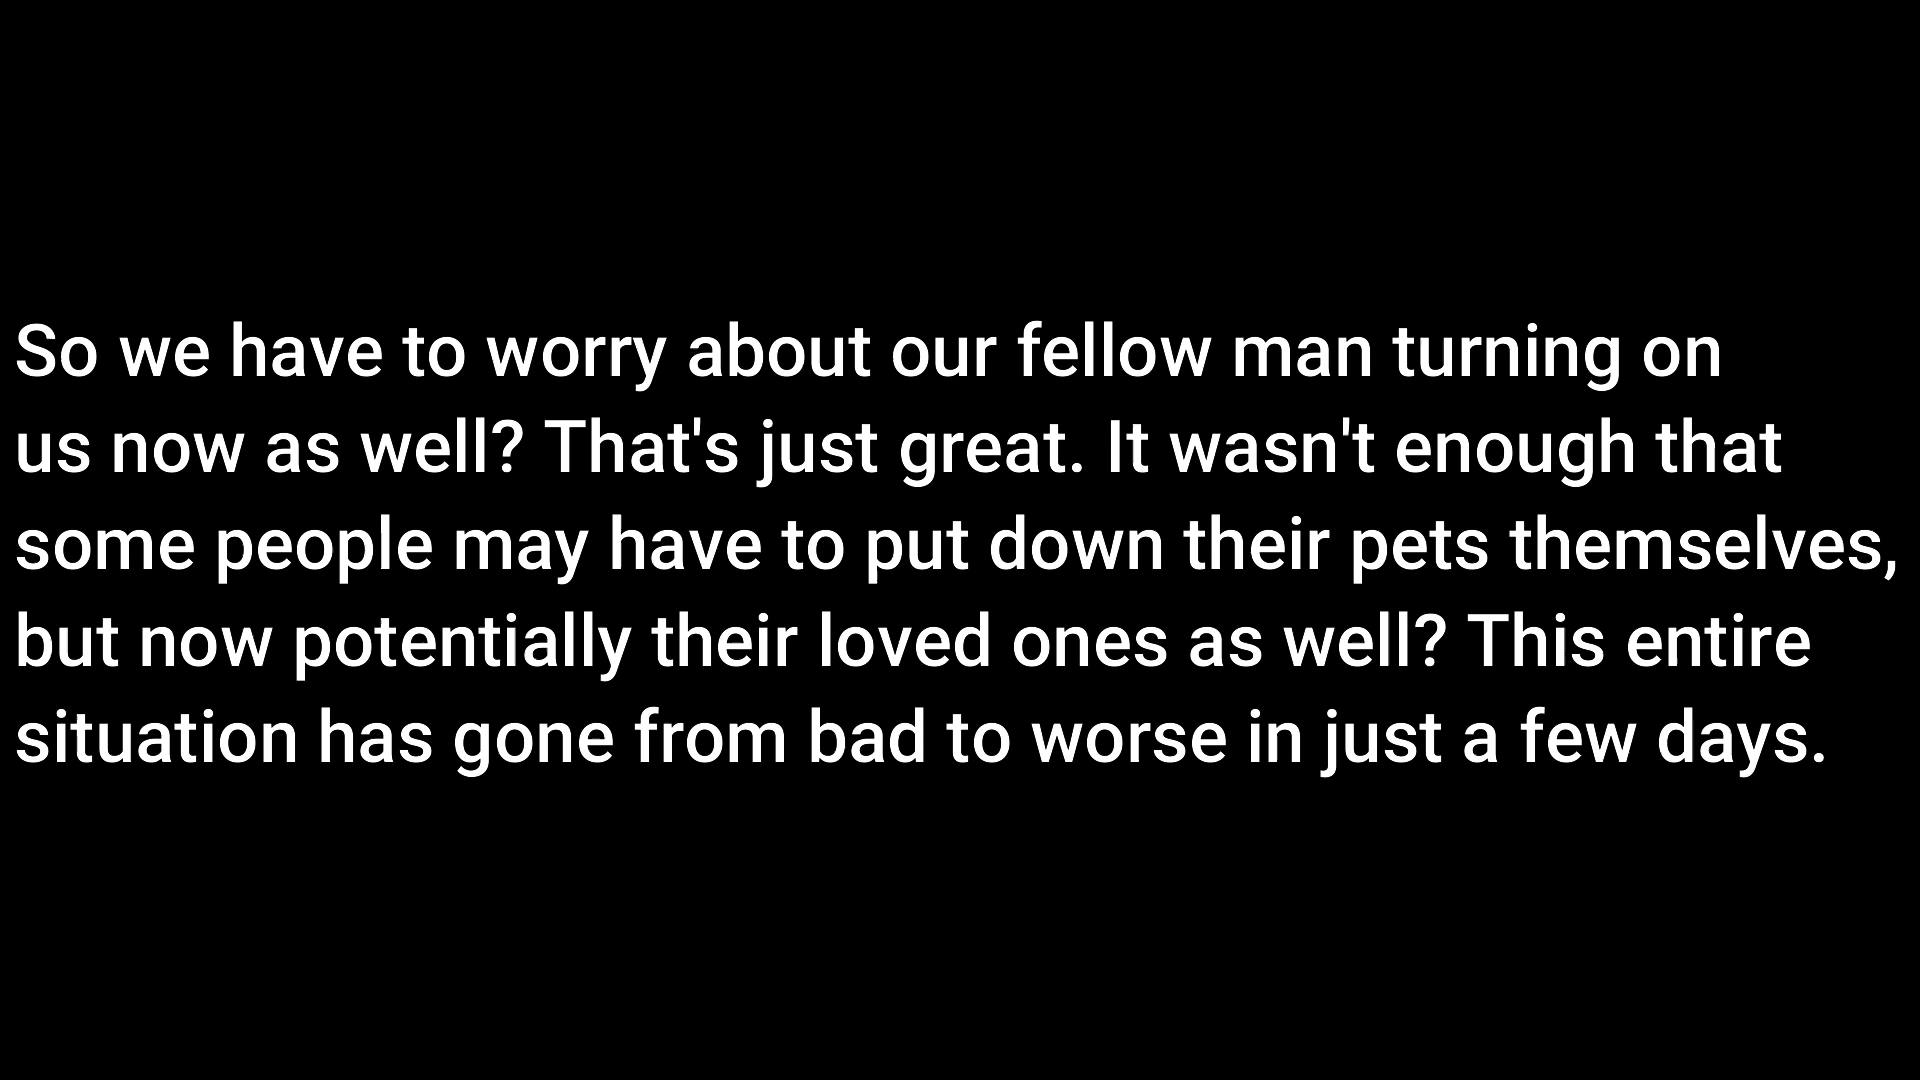 So we have to worry about our fellow man turning on
us now as well? That's just great. It wasn't enough that
some people may have to put down their pets themselves,
but now potentially their loved ones as well? This entire
situation has gone from bad to worse in just a few days.